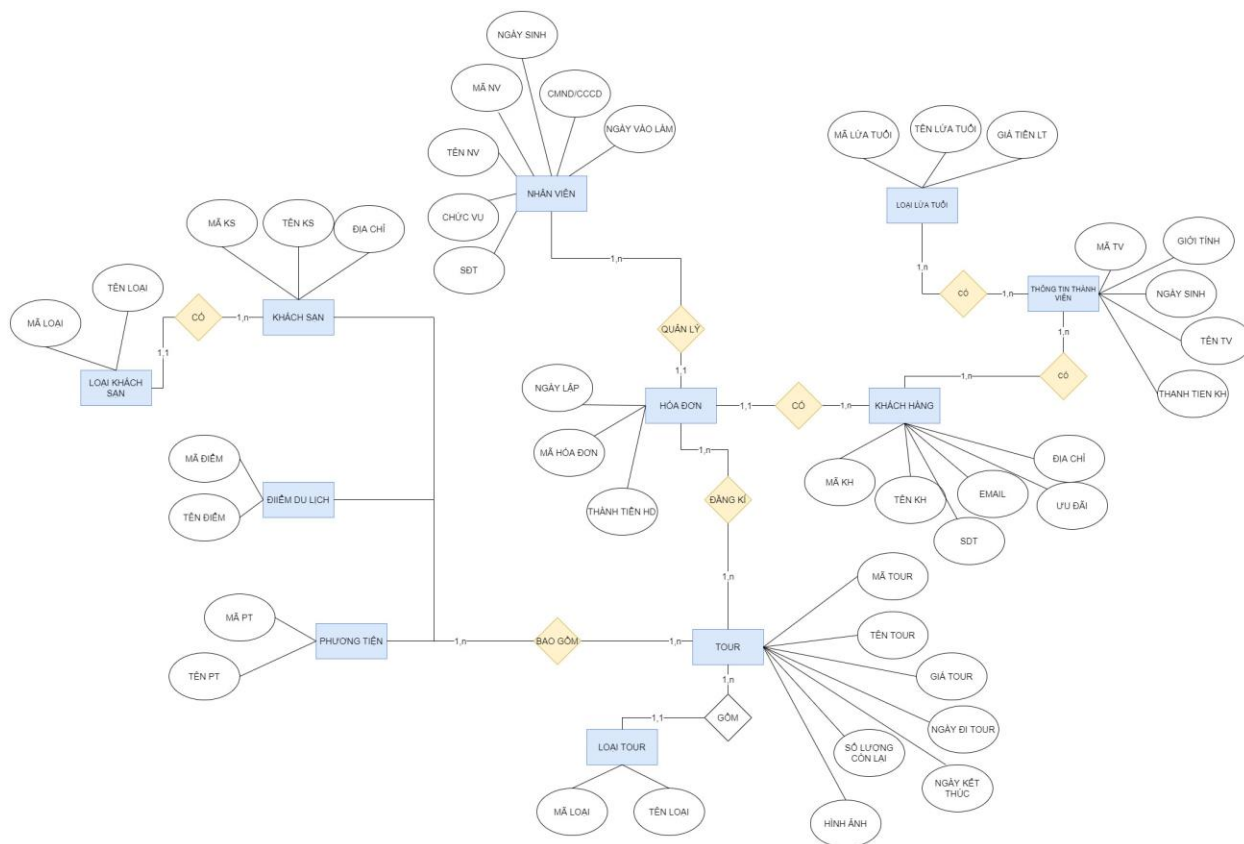 NGÀY SINH
MÃ NV
CMND/CCCD
NGÀY VÀO LÀM
TÊN NV
NHÂN VIÊN
CHỨC VU
SĐT
MÃ LỨA TUỔI
TÊN LỨA TUỔI
GIÁ TIỀN LT
LOẠI LỨA TUỔI
MÃ KS
TÊN KS
ĐỊA CHỈ
TÊN LOẠI
MÃ LOẠI
CÓ
1,n
KHÁCH SẠN
1,1
LOẠI KHÁCH
SẠN
1,n
QUẢN LÝ
1,1
1,n
CÓ
1,n
MÃ TV
GIỚI TÍNH
THÔNG TIN THÀNH
VIÊN
NGÀY SINH
TÊN TV
THANH TIEN KH
1,n
CÓ
1,n
NGÀY LẬP
HÓA ĐƠN
MÃ HÓA ĐƠN
THÀNH TIỀN HD
1,1
CÓ
1,n
KHÁCH HÀNG
MÃ KH
TÊN KH
EMAIL
SDT
ĐỊA CHỈ
ƯU ĐÃI
1,n
ĐĂNG KÍ
1,n
MÃ ĐIỂM
ĐIIỂM DU LỊCH
TÊN ĐIỂM
MÃ PT
PHƯƠNG TIỆN
TÊN PT
1,n
BAO GỒM
1,n
TOUR
MÃ TOUR
TÊN TOUR
GIÁ TOUR
NGÀY ĐI TOUR
SỐ LƯỢNG
CÒN LẠI
NGÀY KẾT
THÚC
HÌNH ẢNH
1,n
GỒM
1,1
LOẠI TOUR
MÃ LOẠI
TÊN LOẠI